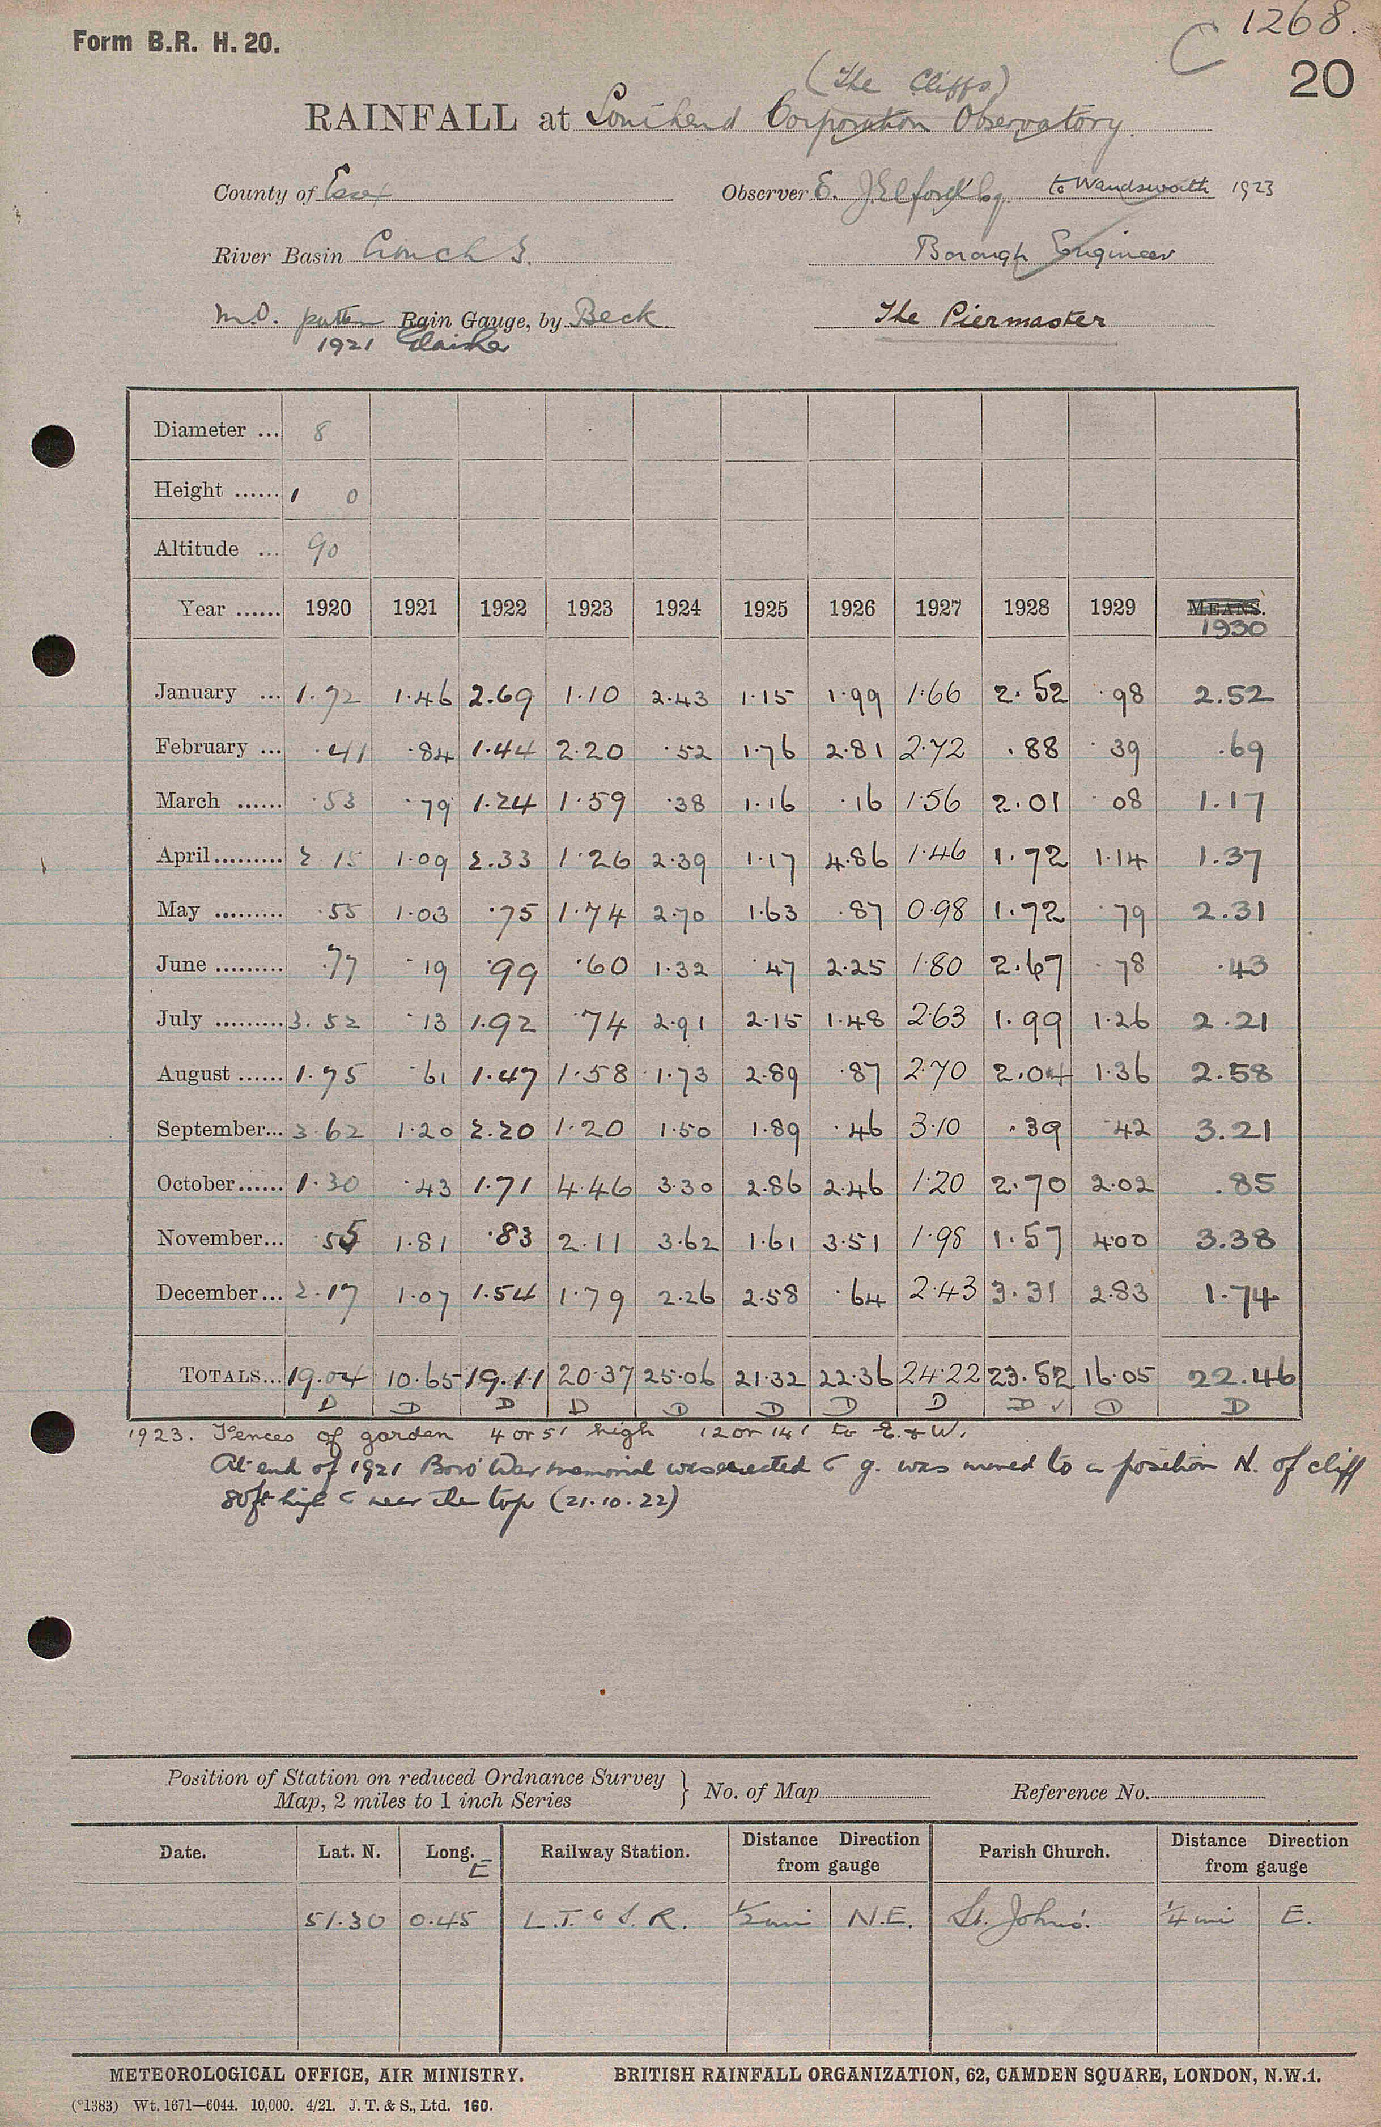 Form B.R. H. 20.
C 1268.
20
(The Cliffs)
RAINFALL at Southend Corporation Observatory
County of Essex Observer E. J. Elford Esq. to Wandsworth 1923
River Basin Crouch S. Borough Engineer
M.O. pattern Rain Gauge, by Beck The Piermaster
1921 Glaisher
Diameter ... 8
Height ...... 1 0
Altitude ... 90
Year ...... 1920 1921 1922 1923 1924 1925 1926 1927 1928 1929 MEANS.
1930
January ... 1.72 1.46 2.69 1.10 2.43 1.15 1.99 1.66 2.52 .98 2.52
February ... .41 .84 1.44 2.20 .52 1.76 2.81 2.72 .88 .39 .69
March ...... .53 .79 1.24 1.59 .38 1.16 .16 1.56 2.01 .08 1.17
April......... 2.15 1.09 2.33 1.26 2.39 1.17 4.86 1.46 1.72 1.14 1.37
May ......... .55 1.03 .75 1.74 2.70 1.63 .87 0.98 1.72 .79 2.31
June ......... .77 .19 .99 .60 1.32 .47 2.25 1.80 2.67 .78 .43
July ......... 3.52 .13 1.92 .74 2.91 2.15 1.48 2.63 1.99 1.26 2.21
August ...... 1.75 .61 1.47 1.58 1.73 2.89 .87 2.70 2.04 1.36 2.58
September... 3.62 1.20 2.20 1.20 1.50 1.89 .46 3.10 .39 .42 3.21
October...... 1.30 .43 1.71 4.46 3.30 2.86 2.46 1.20 2.70 2.02 .85
November... .55 1.81 .83 2.11 3.62 1.61 3.51 1.98 1.57 4.00 3.38
December... 2.17 1.07 1.54 1.79 2.26 2.58 .64 2.43 3.31 2.83 1.74
TOTALS... 19.04 10.65 19.11 20.37 25.06 21.32 22.36 24.22 23.52 16.05 22.46
D D D D D D D D D ✓ D D
1923. Fences of garden 4 or 5' high 12 or 14' to E. & W.
At end of 1921 Boro' War memorial was erected & g. was moved to a position N. of cliff
80ft high & near the top (21.10.22)
Position of Station on reduced Ordnance Survey
Map, 2 miles to 1 inch Series } No. of Map Reference No.
Date. Lat. N. Long. E Railway Station. Distance Direction from gauge Parish Church. Distance Direction from gauge
51.30 0.45 L.T. & S. R. 1/2 mi N.E. St. Johns'. 1/4 mi E.
METEOROLOGICAL OFFICE, AIR MINISTRY. BRITISH RAINFALL ORGANIZATION, 62, CAMDEN SQUARE, LONDON, N.W.1.
(°1383) Wt. 1671—6044. 10,000. 4/21. J. T. & S., Ltd. 160.